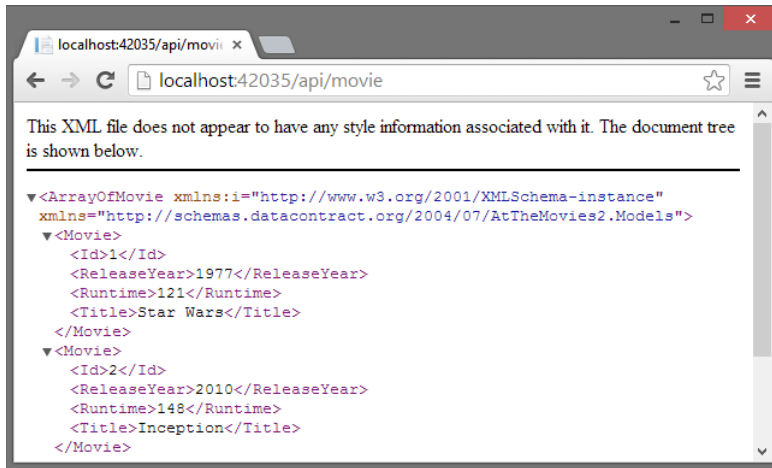 localhost:42035/api/movi
localhost:42035/api/movie
This XML file does not appear to have any style information associated with it. The document tree
is shown below.
<ArrayOfMovie xmlns:i="http://www.w3.org/2001/XMLSchema-instance"
xmlns="http://schemas.datacontract.org/2004/07/AtTheMovies2.Models">
<Movie>
<Id>1</Id>
<ReleaseYear>1977</ReleaseYear>
<Runtime>121</Runtime>
<Title>Star Wars</Title>
</Movie>
<Movie>
<Id>2</Id>
<ReleaseYear>2010</ReleaseYear>
<Runtime>148</Runtime>
<Title>Inception</Title>
</Movie>